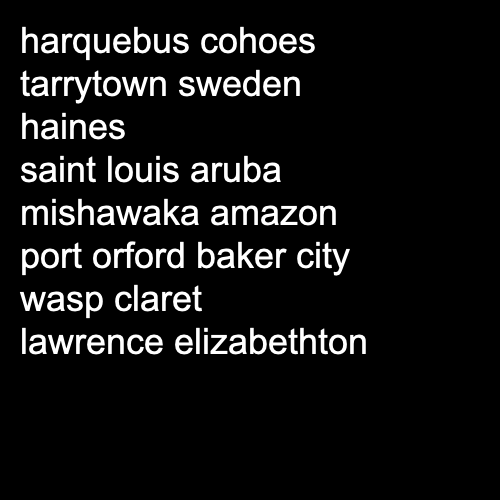 harquebus cohoes
tarrytown sweden
haines
saint louis aruba
mishawaka amazon
port orford baker city
wasp claret
lawrence elizabethton